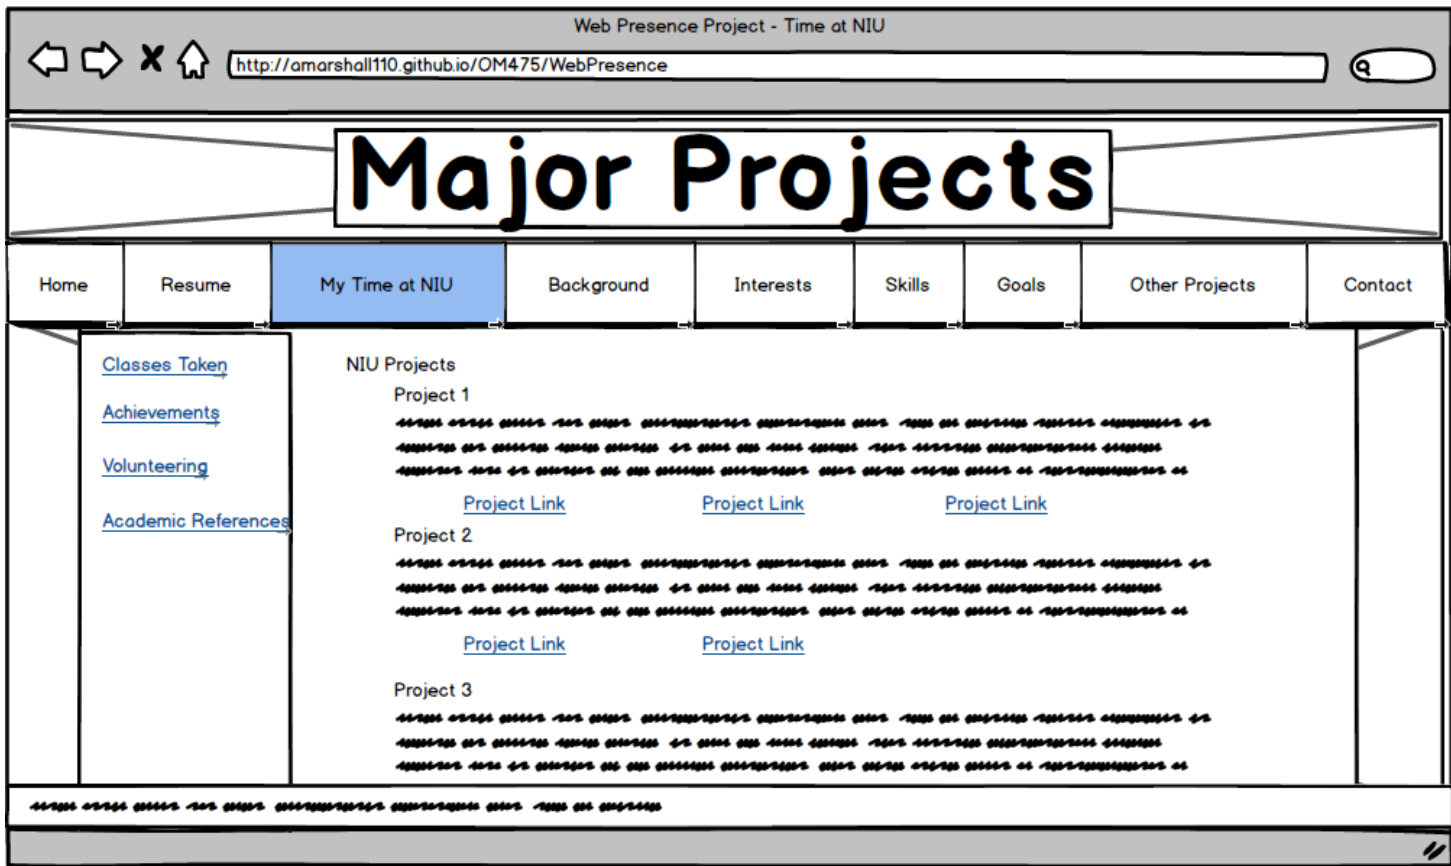 Web Presence Project - Time at NIU
http://amarshall110.github.io/OM475/WebPresence
Major Projects
Home Resume My Time at NIU Background Interests Skills Goals Other Projects Contact
Classes Taken
Achievements
Volunteering
Academic References
NIU Projects
Project 1
Project Link Project Link Project Link
Project 2
Project Link Project Link
Project 3